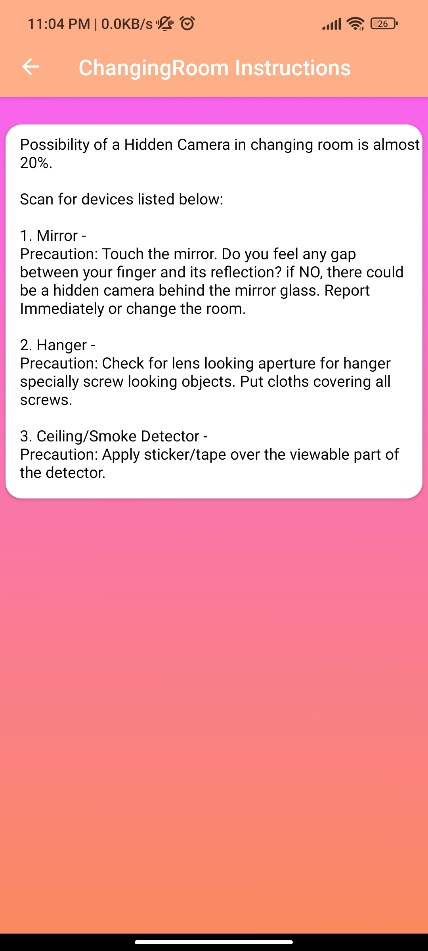 11:04 PM | 0.0KB/s
26
ChangingRoom Instructions
Possibility of a Hidden Camera in changing room is almost
20%.
Scan for devices listed below:
1. Mirror -
Precaution: Touch the mirror. Do you feel any gap
between your finger and its reflection? if NO, there could
be a hidden camera behind the mirror glass. Report
Immediately or change the room.
2. Hanger -
Precaution: Check for lens looking aperture for hanger
specially screw looking objects. Put cloths covering all
screws.
3. Ceiling/Smoke Detector -
Precaution: Apply sticker/tape over the viewable part of
the detector.